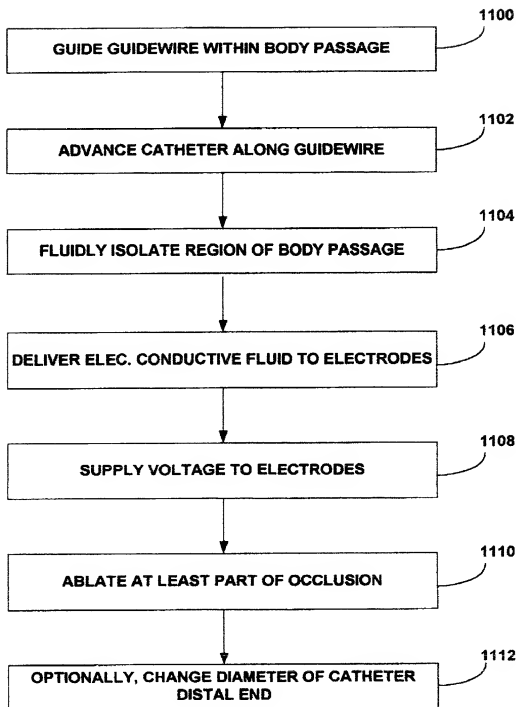 1100
GUIDE GUIDEWIRE WITHIN BODY PASSAGE
1102
ADVANCE CATHETER ALONG GUIDEWIRE
1104
FLUIDLY ISOLATE REGION OF BODY PASSAGE
1106
DELIVER ELEC. CONDUCTIVE FLUID TO ELECTRODES
1108
SUPPLY VOLTAGE TO ELECTRODES
1110
ABLATE AT LEAST PART OF OCCLUSION
1112
OPTIONALLY, CHANGE DIAMETER OF CATHETER
DISTAL END